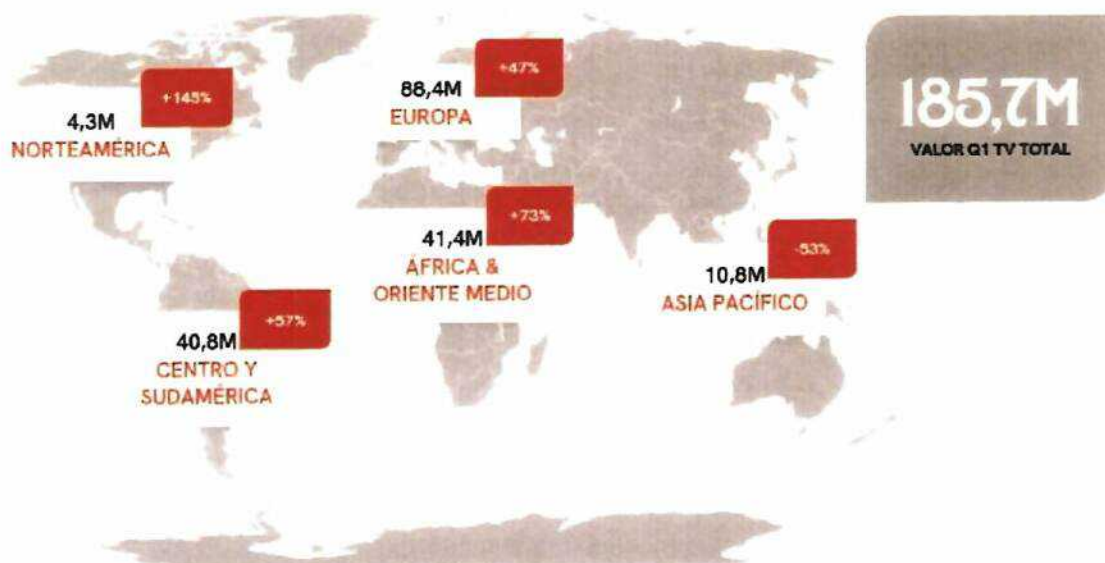 +145%
4,3M
NORTEAMÉRICA
+47%
88,4M
EUROPA
185,7M
VALOR Q1 TV TOTAL
+73%
41,4M
ÁFRICA &
ORIENTE MEDIO
-53%
10,8M
ASIA PACÍFICO
+57%
40,8M
CENTRO Y
SUDAMÉRICA